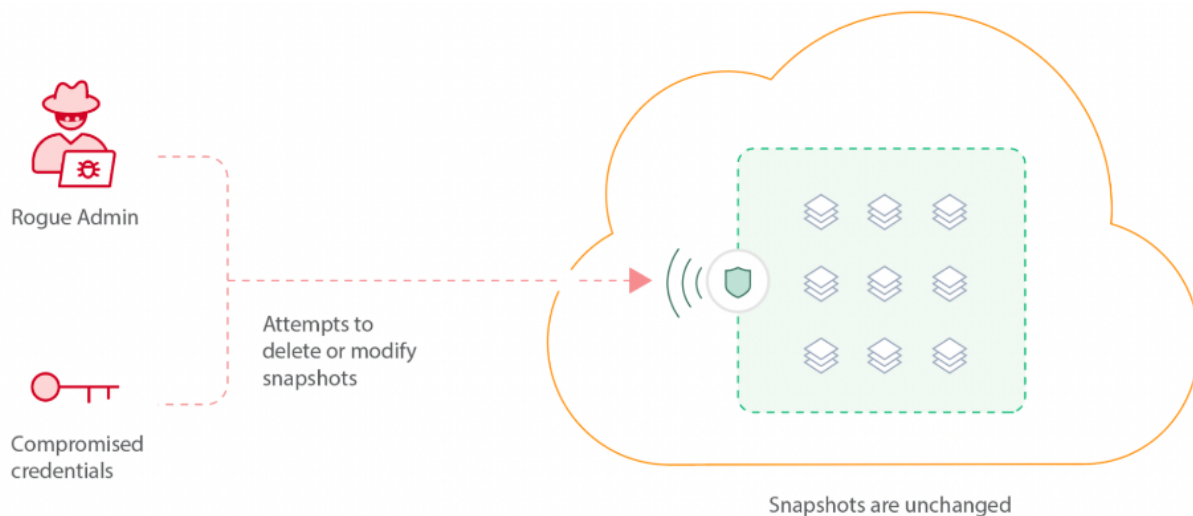 Rogue Admin
Attempts to
delete or modify
snapshots
Compromised
credentials
Snapshots are unchanged